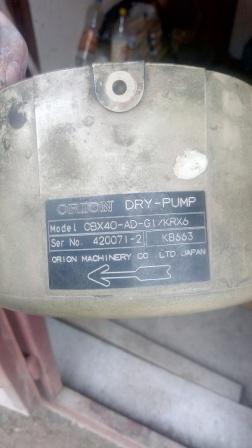 ORION DRY-PUMP
Model CBX40-AD-G1/KRX6
Ser No. 420071-2 KB663
ORION MACHINERY CO. LTD JAPAN